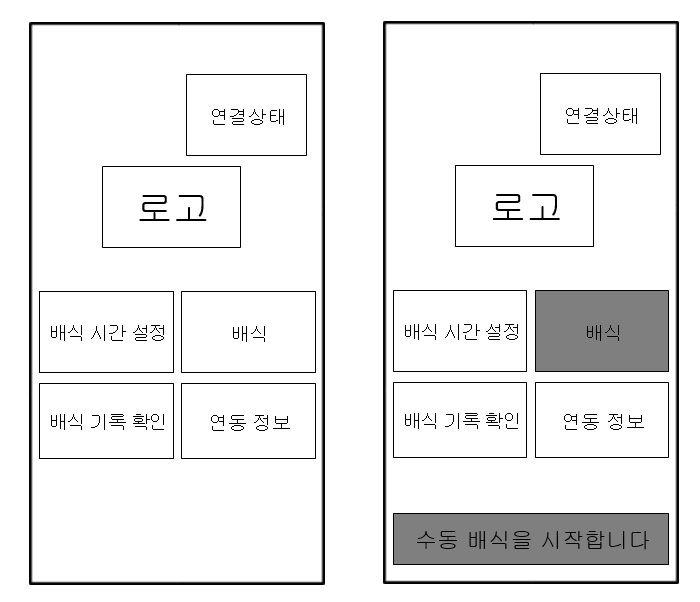 연결상태
로고
배식 시간 설정
배식
배식 기록 확인
연동 정보
연결상태
로고
배식 시간 설정
배식
배식 기록 확인
연동 정보
수동 배식을 시작합니다